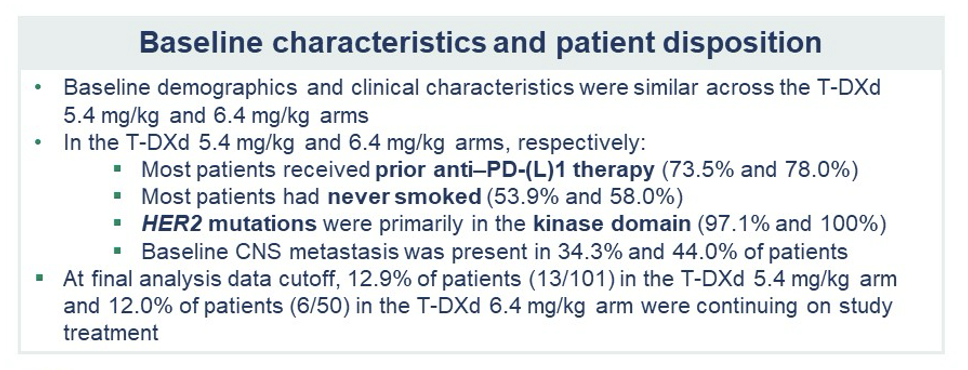 Baseline characteristics and patient disposition
• Baseline demographics and clinical characteristics were similar across the T-DXd
5.4 mg/kg and 6.4 mg/kg arms
• In the T-DXd 5.4 mg/kg and 6.4 mg/kg arms, respectively:
▪ Most patients received prior anti–PD-(L)1 therapy (73.5% and 78.0%)
▪ Most patients had never smoked (53.9% and 58.0%)
▪ HER2 mutations were primarily in the kinase domain (97.1% and 100%)
▪ Baseline CNS metastasis was present in 34.3% and 44.0% of patients
▪ At final analysis data cutoff, 12.9% of patients (13/101) in the T-DXd 5.4 mg/kg arm
and 12.0% of patients (6/50) in the T-DXd 6.4 mg/kg arm were continuing on study
treatment